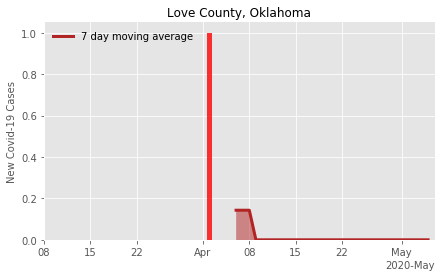 Love County, Oklahoma
7 day moving average
New Covid-19 Cases
1.0
0.8
0.6
0.4
0.2
0.0
08 15 22 Apr 08 15 22 May
2020-May